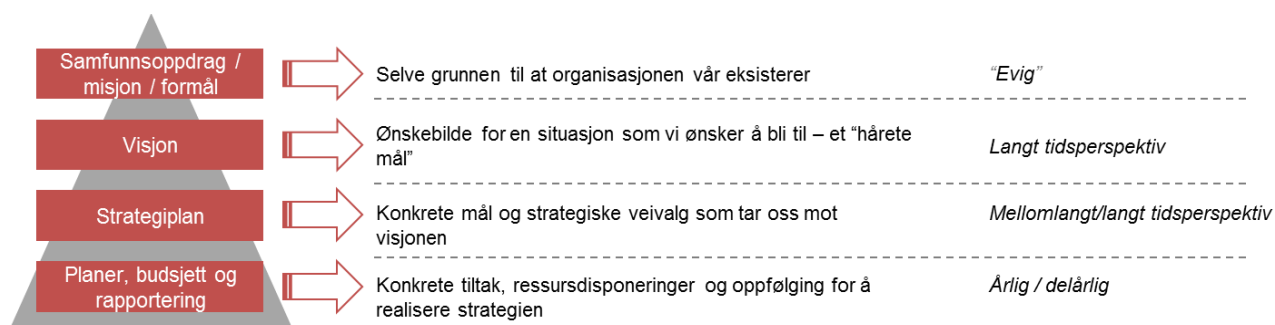 Samfunnsoppdrag /
misjon / formål
Selve grunnen til at organisasjonen vår eksisterer
“Evig”
Visjon
Ønskebilde for en situasjon som vi ønsker å bli til – et “hårete
mål”
Langt tidsperspektiv
Strategiplan
Konkrete mål og strategiske veivalg som tar oss mot
visjonen
Mellomlangt/langt tidsperspektiv
Planer, budsjett og
rapportering
Konkrete tiltak, ressursdisponeringer og oppfølging for å
realisere strategien
Årlig / delårlig